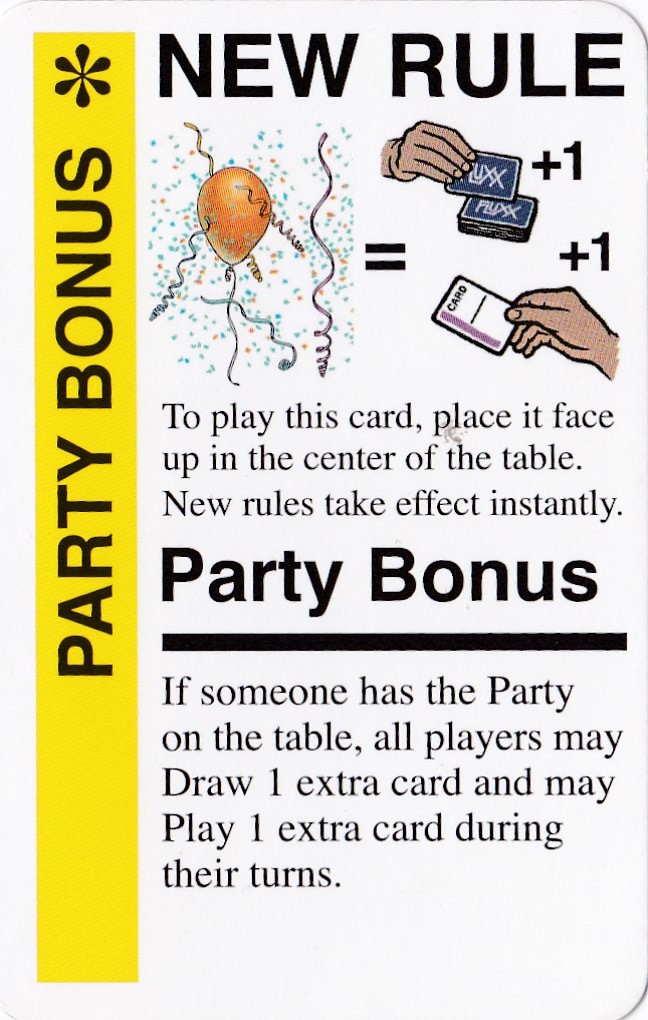 PARTY BONUS *
NEW RULE
+1
FLUXX
=
+1
CARD
To play this card, place it face
up in the center of the table.
New rules take effect instantly.
Party Bonus
If someone has the Party
on the table, all players may
Draw 1 extra card and may
Play 1 extra card during
their turns.